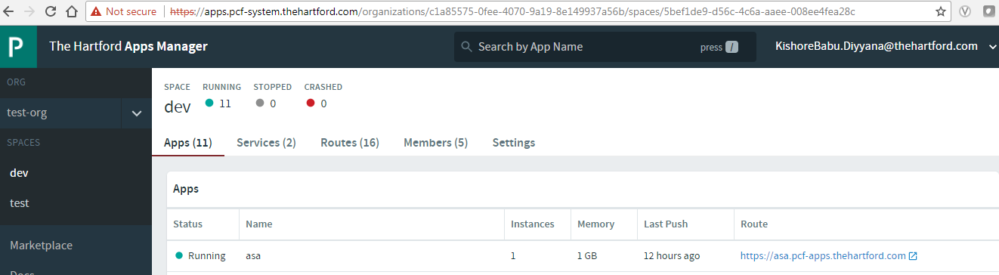 Not secure https://apps.pcf-system.thehartford.com/organizations/c1a85575-0fee-4070-9a19-8e149937a56b/spaces/5bef1de9-d56c-4c6a-aaee-008ee4fea28c
P The Hartford Apps Manager Search by App Name press / KishoreBabu.Diyyana@thehartford.com
ORG
test-org
SPACES
dev
test
Marketplace
Docs
SPACE RUNNING STOPPED CRASHED
dev 11 0 0
Apps (11) Services (2) Routes (16) Members (5) Settings
Apps
Status Name Instances Memory Last Push Route
Running asa 1 1 GB 12 hours ago https://asa.pcf-apps.thehartford.com